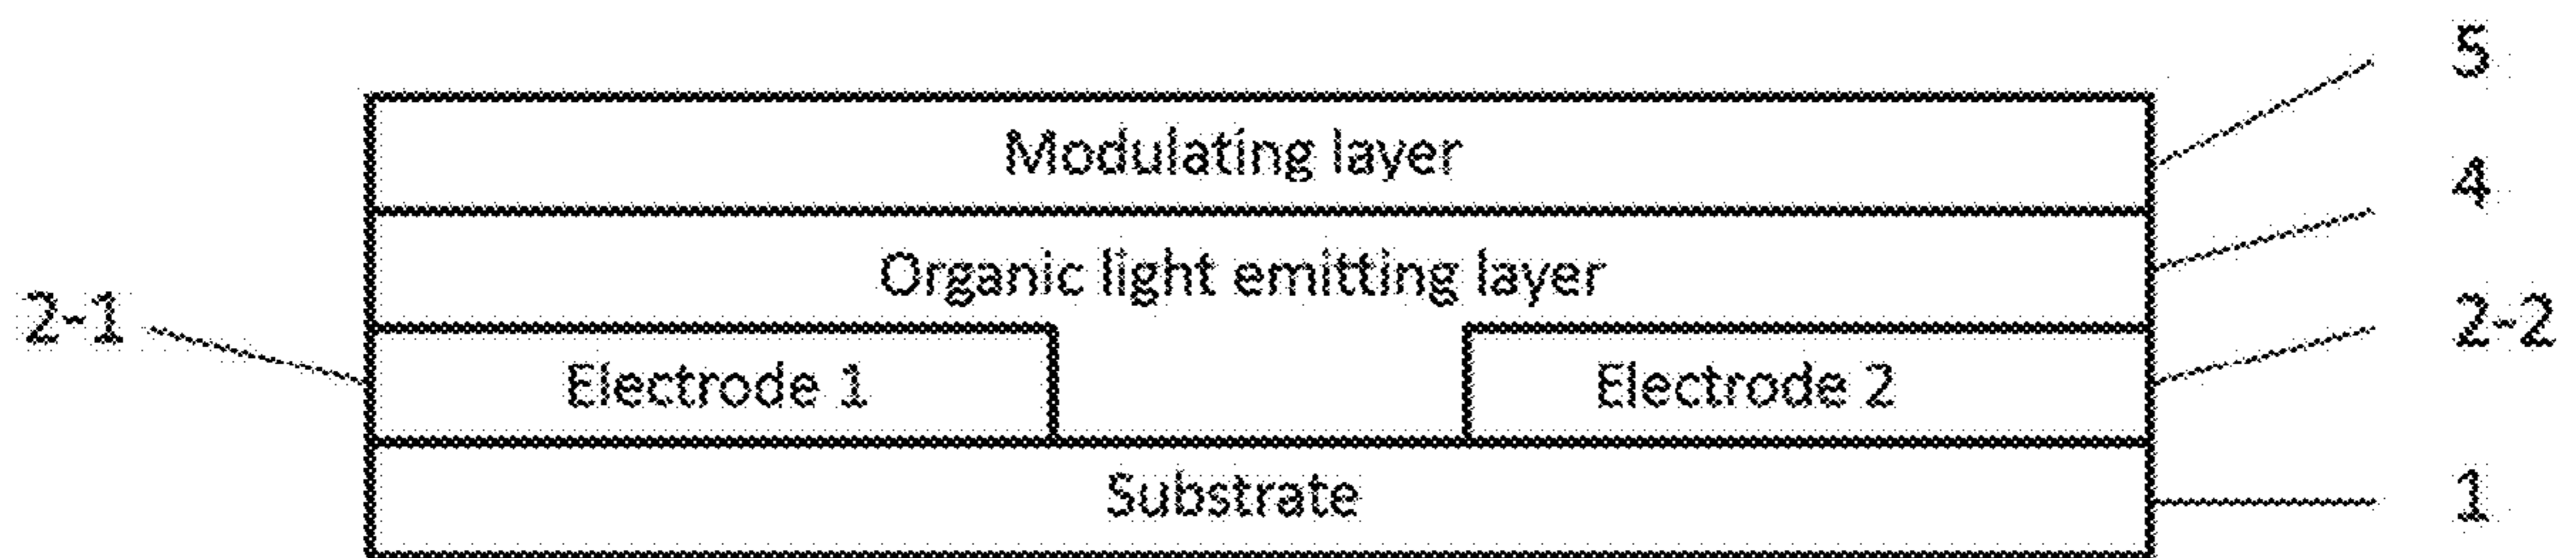 5
Modulating layer
4
Organic light emitting layer
2-1
2-2
Electrode 1
Electrode 2
Substrate
1